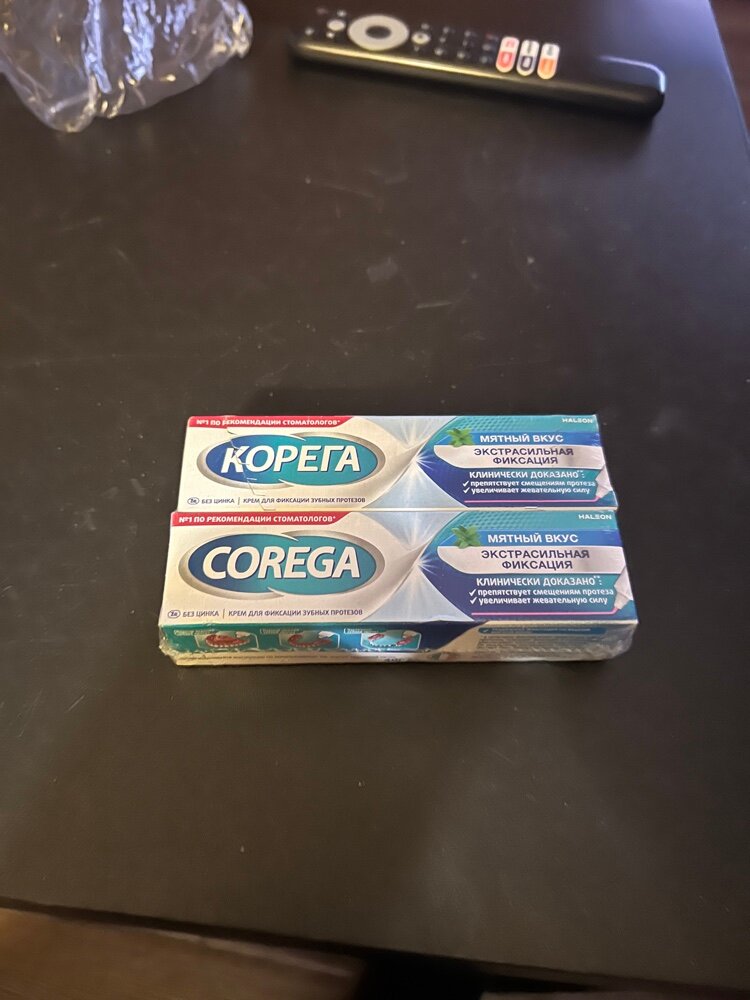 №1 ПО РЕКОМЕНДАЦИИ СТОМАТОЛОГОВ*
HALEON
КОРЕГА
МЯТНЫЙ ВКУС
ЭКСТРАСИЛЬНАЯ
ФИКСАЦИЯ
КЛИНИЧЕСКИ ДОКАЗАНО**:
✓ препятствует смещениям протеза
✓ увеличивает жевательную силу
Zn БЕЗ ЦИНКА | КРЕМ ДЛЯ ФИКСАЦИИ ЗУБНЫХ ПРОТЕЗОВ
№1 ПО РЕКОМЕНДАЦИИ СТОМАТОЛОГОВ*
HALEON
COREGA
МЯТНЫЙ ВКУС
ЭКСТРАСИЛЬНАЯ
ФИКСАЦИЯ
КЛИНИЧЕСКИ ДОКАЗАНО**:
✓ препятствует смещениям протеза
✓ увеличивает жевательную силу
Zn БЕЗ ЦИНКА | КРЕМ ДЛЯ ФИКСАЦИИ ЗУБНЫХ ПРОТЕЗОВ